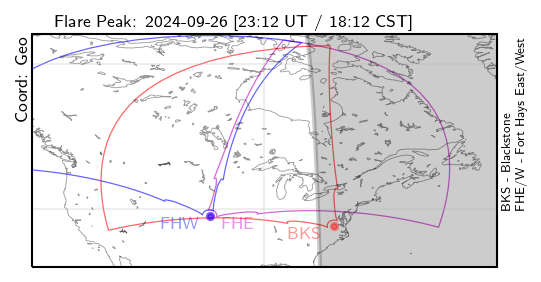 Flare Peak: 2024-09-26 [23:12 UT / 18:12 CST]
Coord: Geo
FHW
FHE
BKS
BKS - Blackstone
FHE/W - Fort Hays East/West